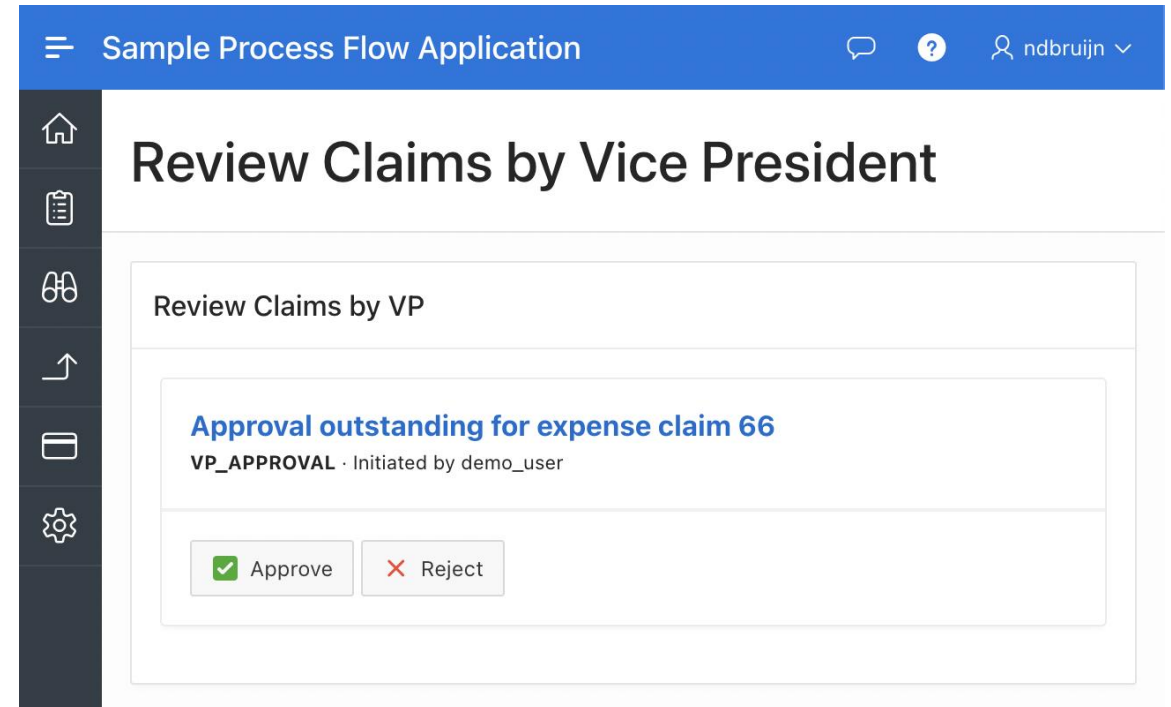 Sample Process Flow Application ? ndbruijn
Review Claims by Vice President
Review Claims by VP
Approval outstanding for expense claim 66
VP_APPROVAL · Initiated by demo_user
Approve Reject